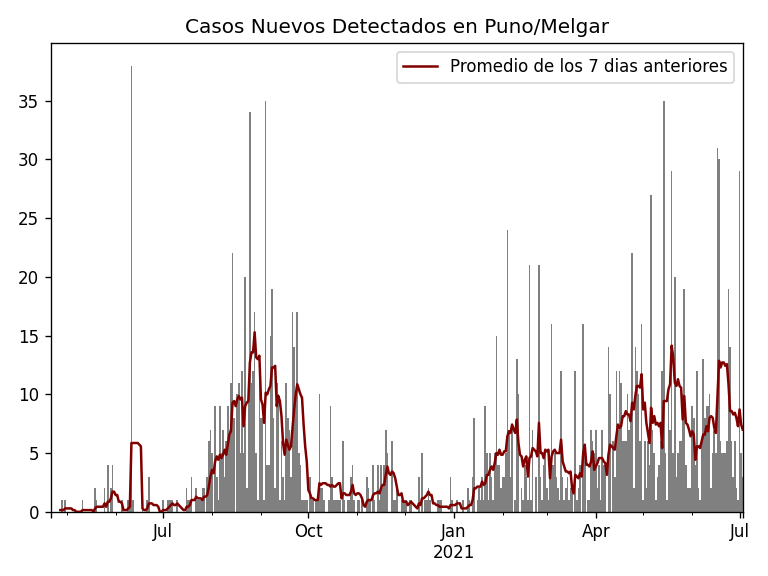 Casos Nuevos Detectados en Puno/Melgar
Promedio de los 7 dias anteriores
35
30
25
20
15
10
5
0
Jul
Oct
Jan
2021
Apr
Jul